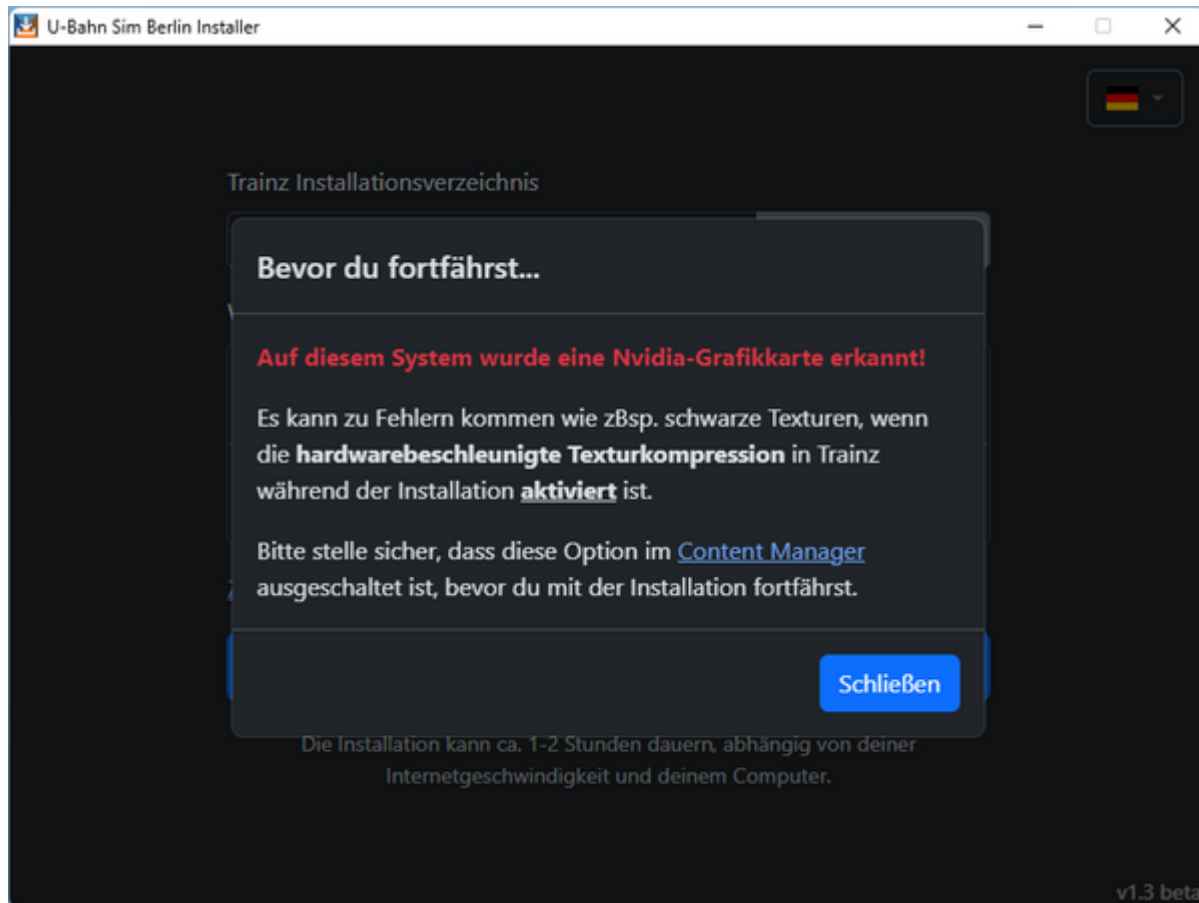 U-Bahn Sim Berlin Installer
Trainz Installationsverzeichnis
Bevor du fortfährst...
Auf diesem System wurde eine Nvidia-Grafikkarte erkannt!
Es kann zu Fehlern kommen wie zBsp. schwarze Texturen, wenn
die hardwarebeschleunigte Texturkompression in Trainz
während der Installation aktiviert ist.
Bitte stelle sicher, dass diese Option im Content Manager
ausgeschaltet ist, bevor du mit der Installation fortfährst.
Schließen
Die Installation kann ca. 1-2 Stunden dauern, abhängig von deiner
Internetgeschwindigkeit und deinem Computer.
v1.3 beta